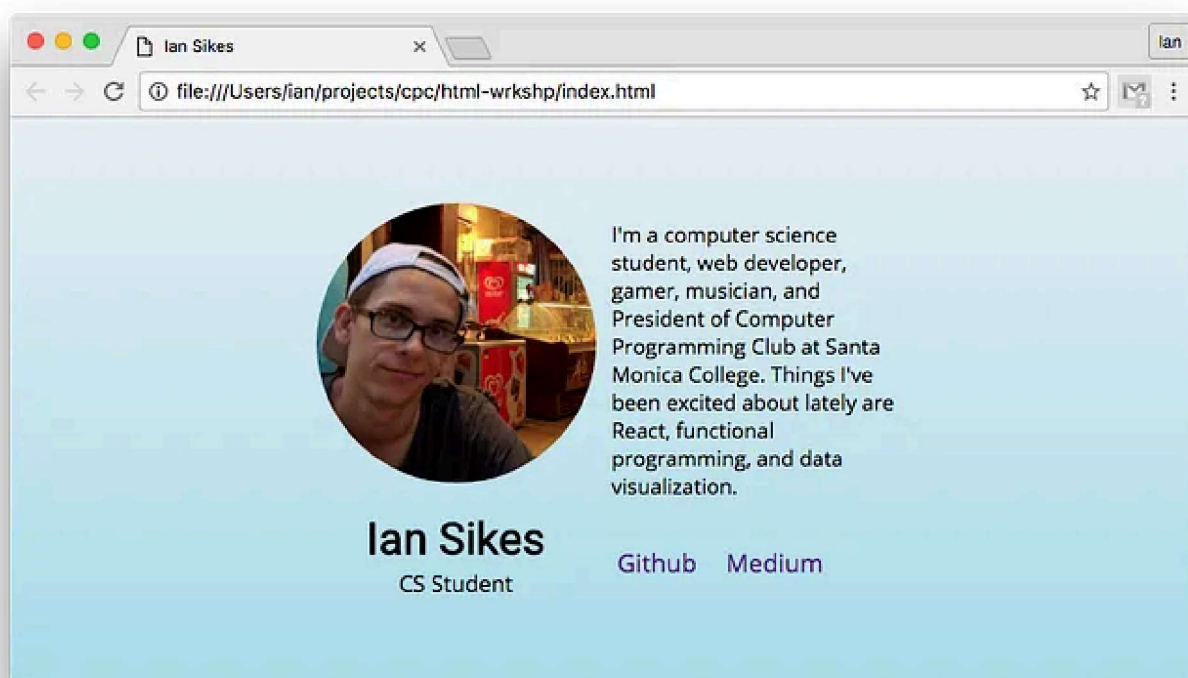 Ian Sikes
Ian
file:///Users/ian/projects/cpc/html-wrkshp/index.html
I'm a computer science
student, web developer,
gamer, musician, and
President of Computer
Programming Club at Santa
Monica College. Things I've
been excited about lately are
React, functional
programming, and data
visualization.
Ian Sikes
CS Student
Github Medium